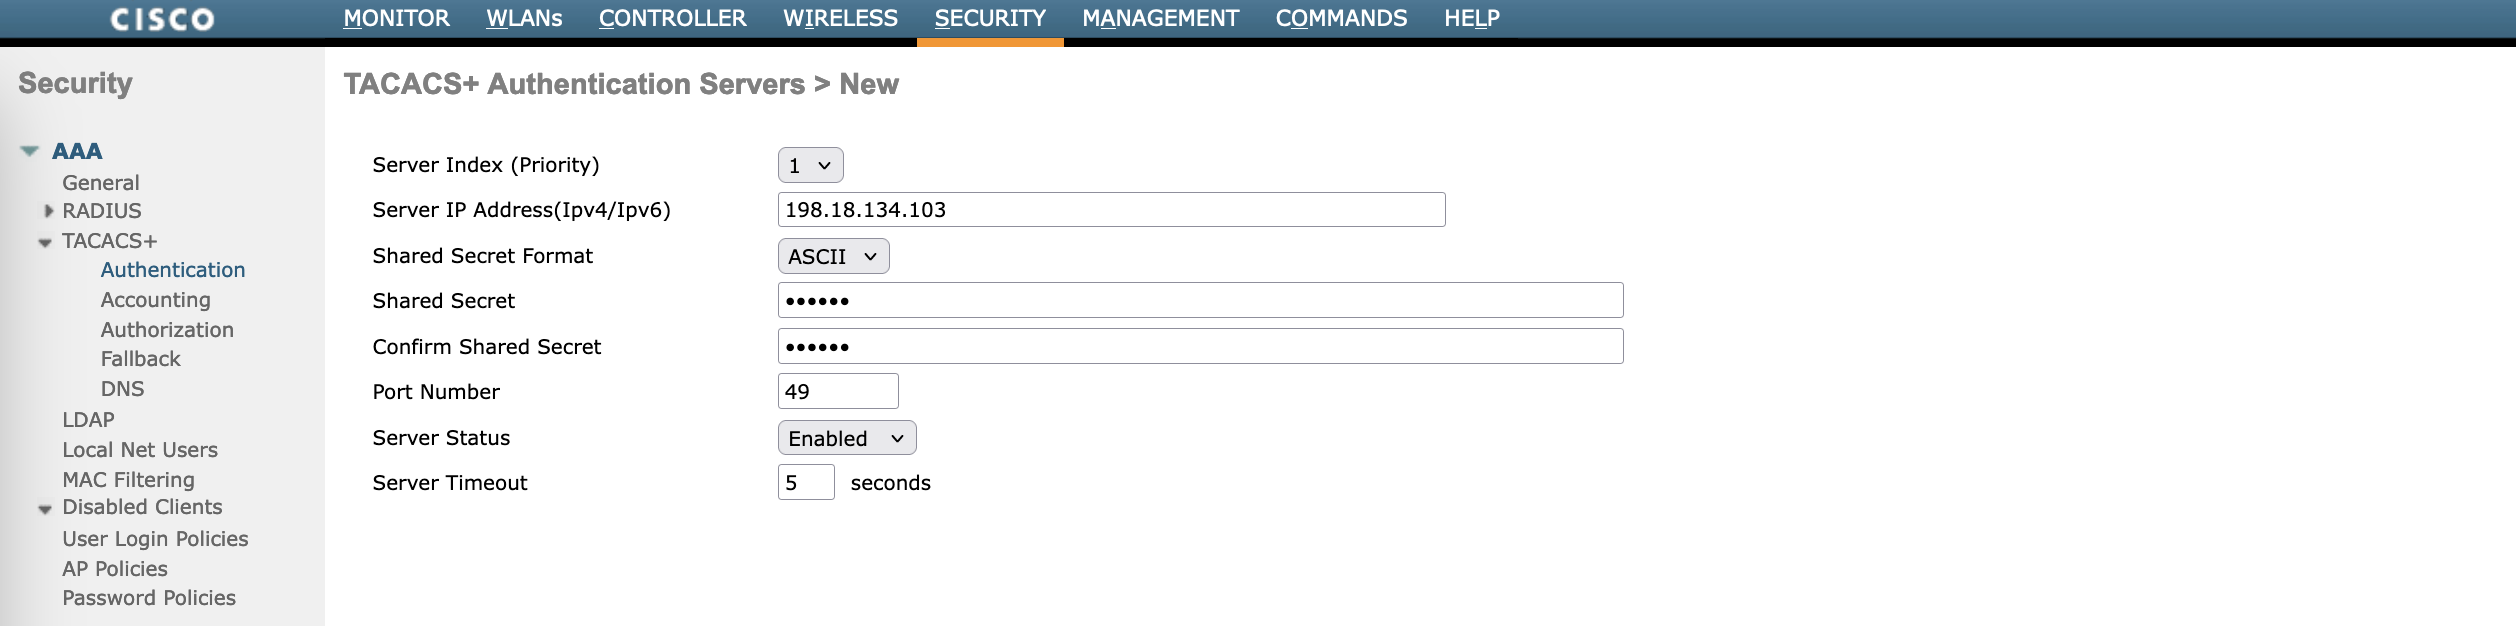 CISCO
MONITOR WLANs CONTROLLER WIRELESS SECURITY MANAGEMENT COMMANDS HELP
Security
AAA
General
RADIUS
TACACS+
Authentication
Accounting
Authorization
Fallback
DNS
LDAP
Local Net Users
MAC Filtering
Disabled Clients
User Login Policies
AP Policies
Password Policies
TACACS+ Authentication Servers > New
Server Index (Priority) 1
Server IP Address(Ipv4/Ipv6) 198.18.134.103
Shared Secret Format ASCII
Shared Secret ••••••
Confirm Shared Secret ••••••
Port Number 49
Server Status Enabled
Server Timeout 5 seconds